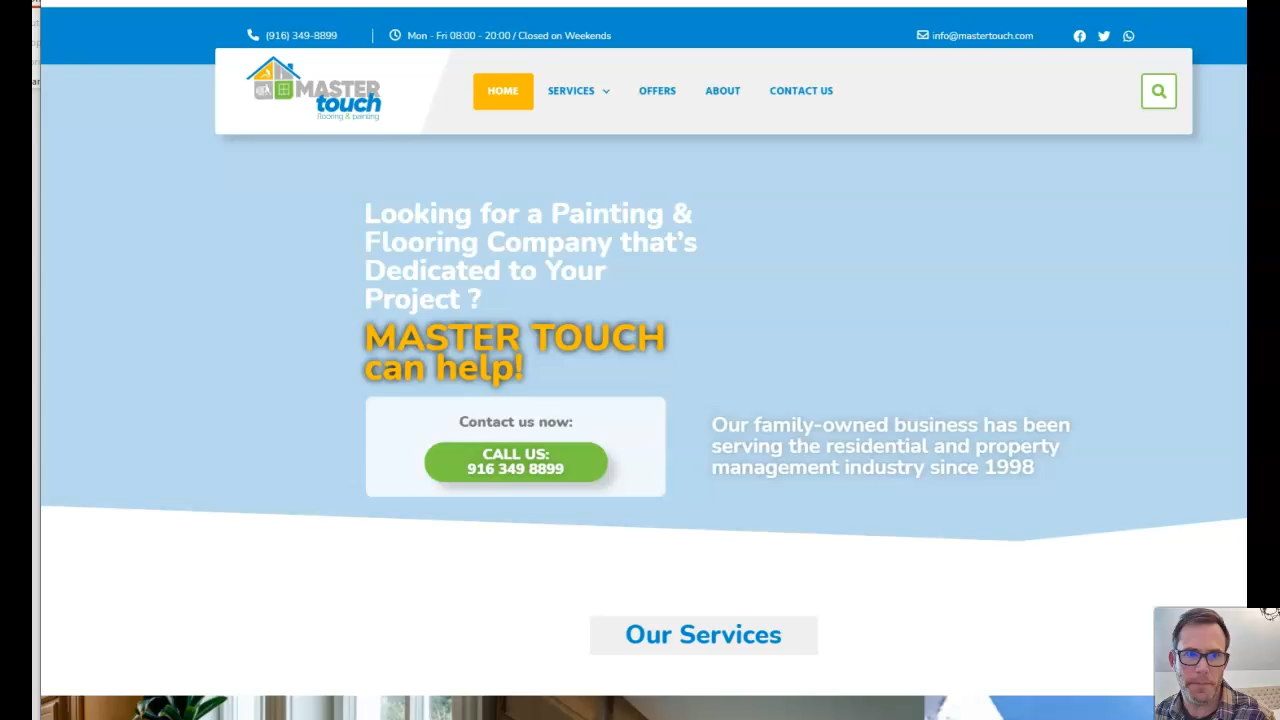 (916) 349-8899
Mon - Fri 08:00 - 20:00 / Closed on Weekends
info@mastertouch.com
MASTER
touch
flooring & painting
HOME
SERVICES
OFFERS
ABOUT
CONTACT US
Looking for a Painting &
Flooring Company that's
Dedicated to Your
Project ?
MASTER TOUCH
can help!
Contact us now:
CALL US:
916 349 8899
Our family-owned business has been
serving the residential and property
management industry since 1998
Our Services